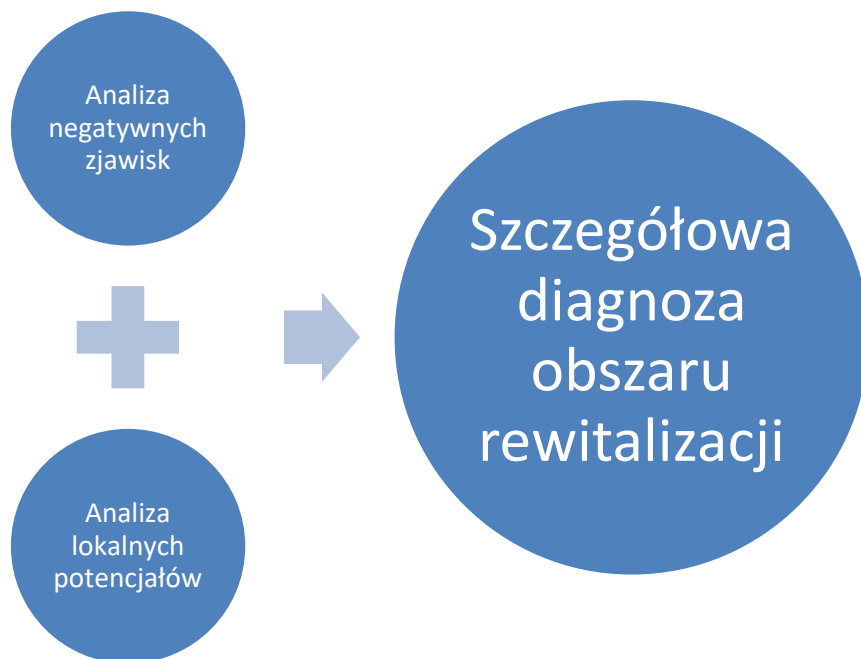 Analiza
negatywnych
zjawisk
Analiza
lokalnych
potencjałów
Szczegółowa
diagnoza
obszaru
rewitalizacji